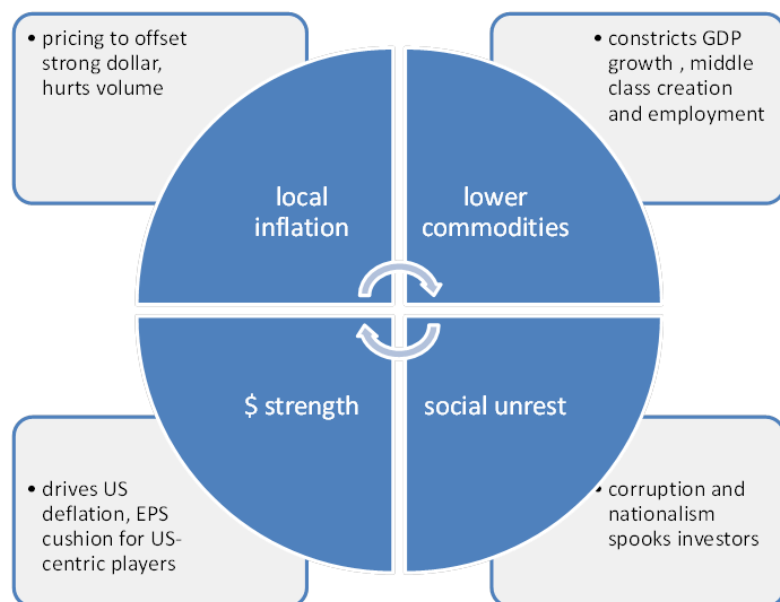 • pricing to offset
strong dollar,
hurts volume
• constricts GDP
growth , middle
class creation
and employment
local
inflation
lower
commodities
$ strength
social unrest
• drives US
deflation, EPS
cushion for US-
centric players
• corruption and
nationalism
spooks investors